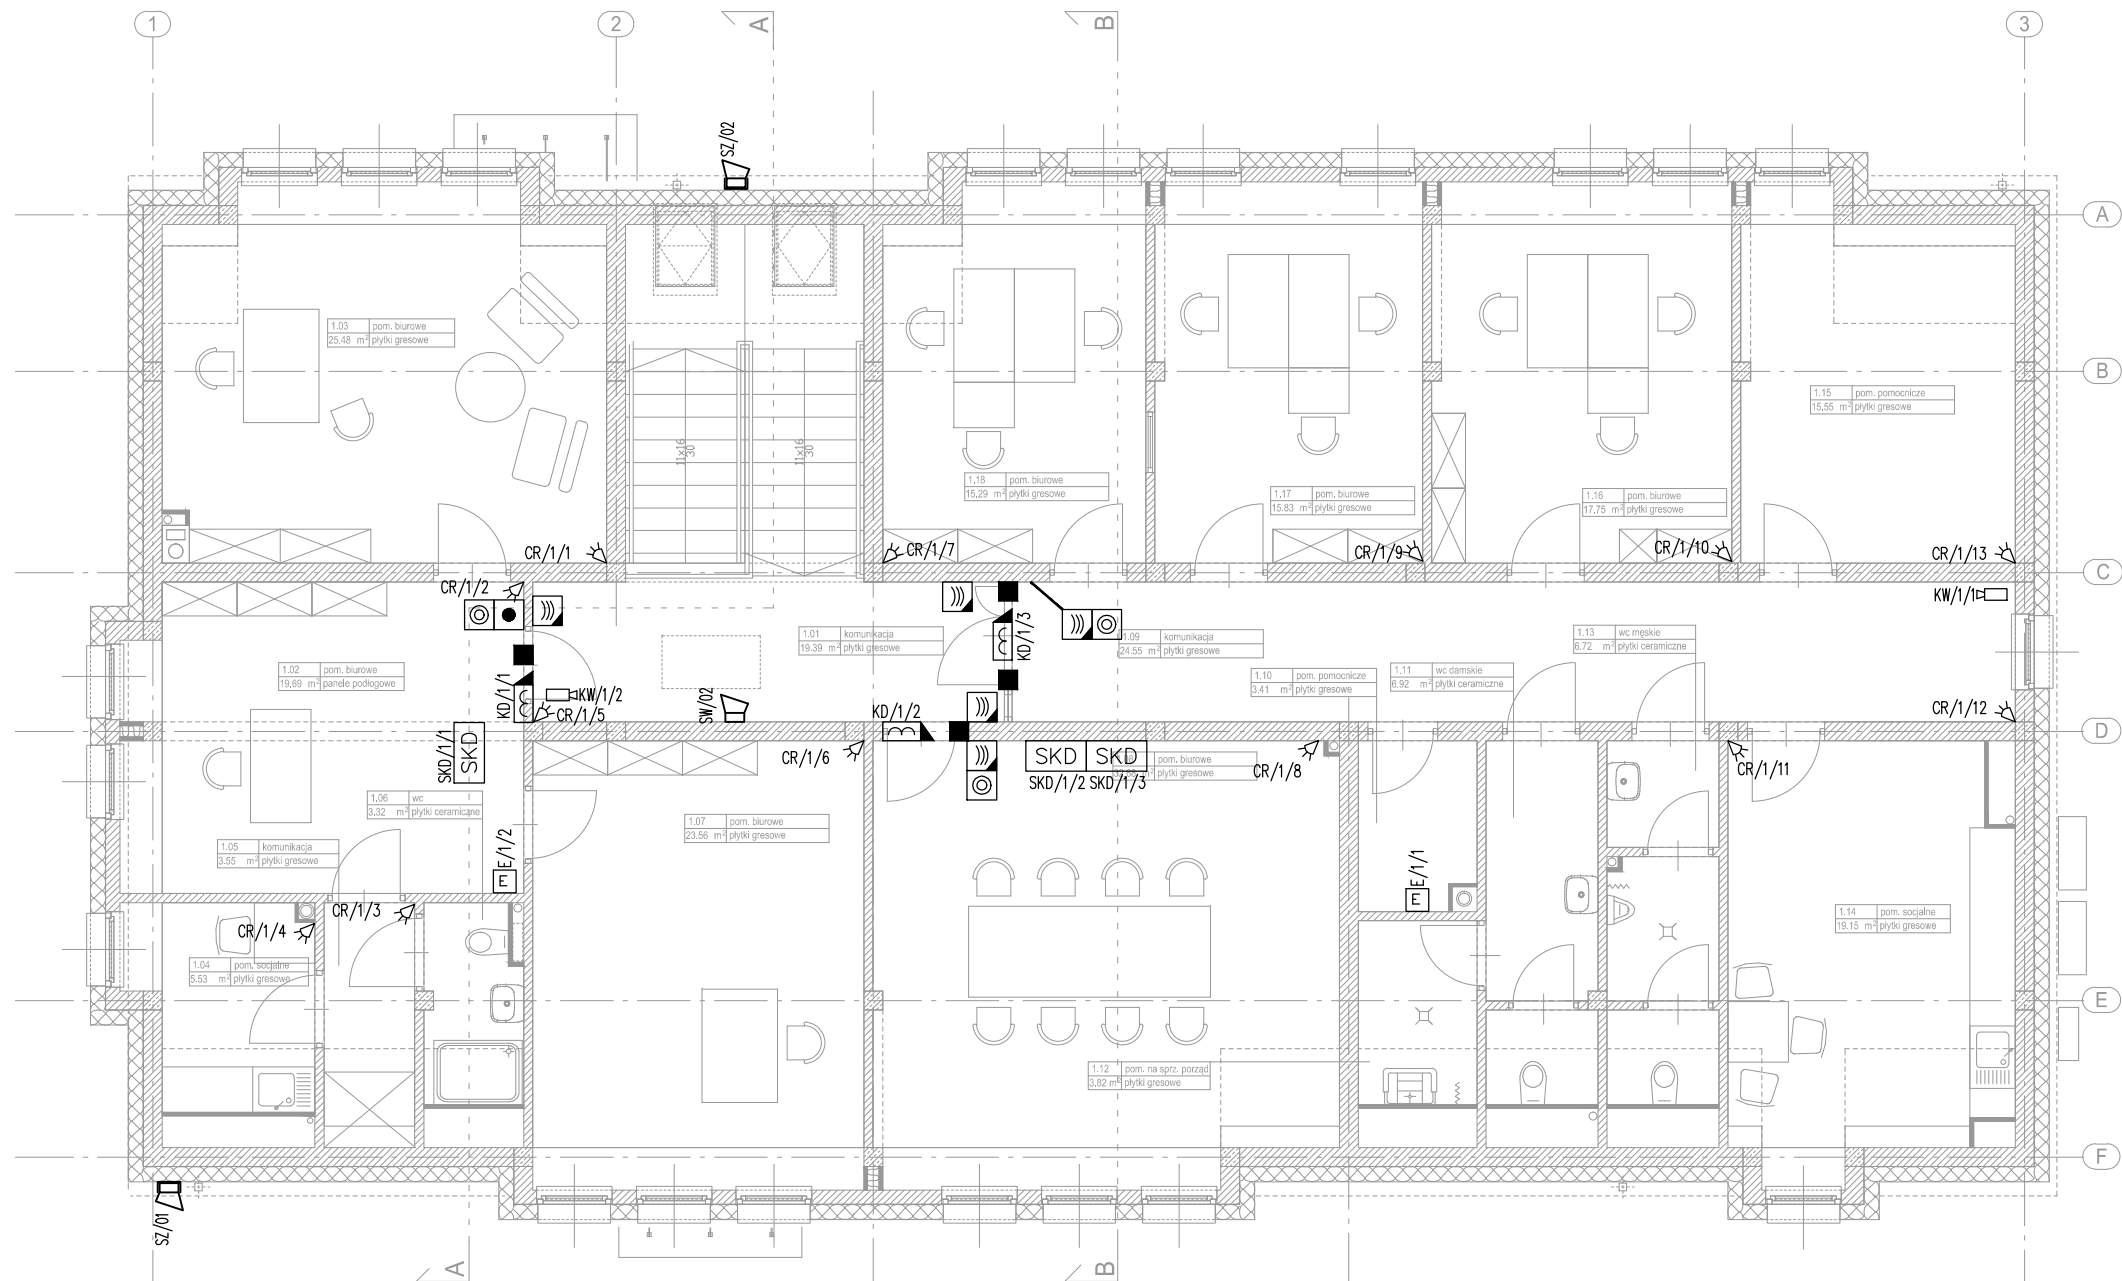 1
2
A
B
3
SZ/02
A
1.03 pom. biurowe
25.48 m² płytki gresowe
B
1.15 pom. pomocnicze
15.55 m² płytki gresowe
11x16
30
11x16
30
1.18 pom. biurowe
15.29 m² płytki gresowe
1.17 pom. biurowe
15.83 m² płytki gresowe
1.16 pom. biurowe
17.75 m² płytki gresowe
CR/1/1
CR/1/7
CR/1/9
CR/1/10
CR/1/13
C
CR/1/2
KW/1/1
KD/1/3
1.01 komunikacja
19.39 m² płytki gresowe
1.09 komunikacja
24.55 m² płytki gresowe
1.13 wc męskie
6.72 m² płytki ceramiczne
1.02 pom. biurowe
19.69 m² panele podłogowe
1.10 pom. pomocnicze
3.41 m² płytki gresowe
1.11 wc damskie
6.92 m² płytki ceramiczne
KD/1/1
KW/1/2
CR/1/5
SW/02
KD/1/2
CR/1/12
D
SKD/1/1
SKD
CR/1/6
SKD
SKD
pom. biurowe
m² płytki gresowe
SKD/1/2
SKD/1/3
CR/1/8
CR/1/11
1.06 wc
3.32 m² płytki ceramiczne
1.07 pom. biurowe
23.56 m² płytki gresowe
1.05 komunikacja
3.55 m² płytki gresowe
E/1/2
E
E/1/1
E
CR/1/3
CR/1/4
1.14 pom. socjalne
19.15 m² płytki gresowe
1.04 pom. socjalne
5.53 m² płytki gresowe
E
1.12 pom. na sprz. porząd
3.82 m² płytki gresowe
F
SZ/01
A
B